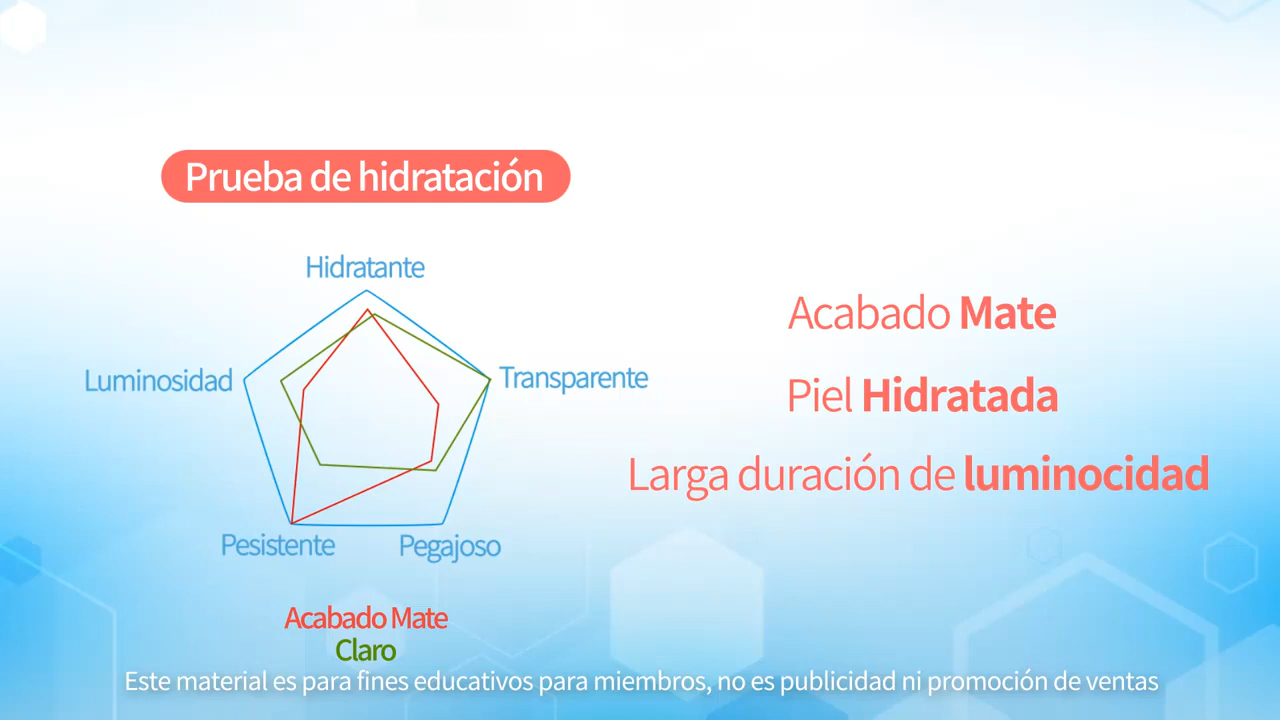 Prueba de hidratación
Hidratante
Luminosidad
Transparente
Pesistente
Pegajoso
Acabado Mate
Claro
Acabado Mate
Piel Hidratada
Larga duración de luminocidad
Este material es para fines educativos para miembros, no es publicidad ni promoción de ventas